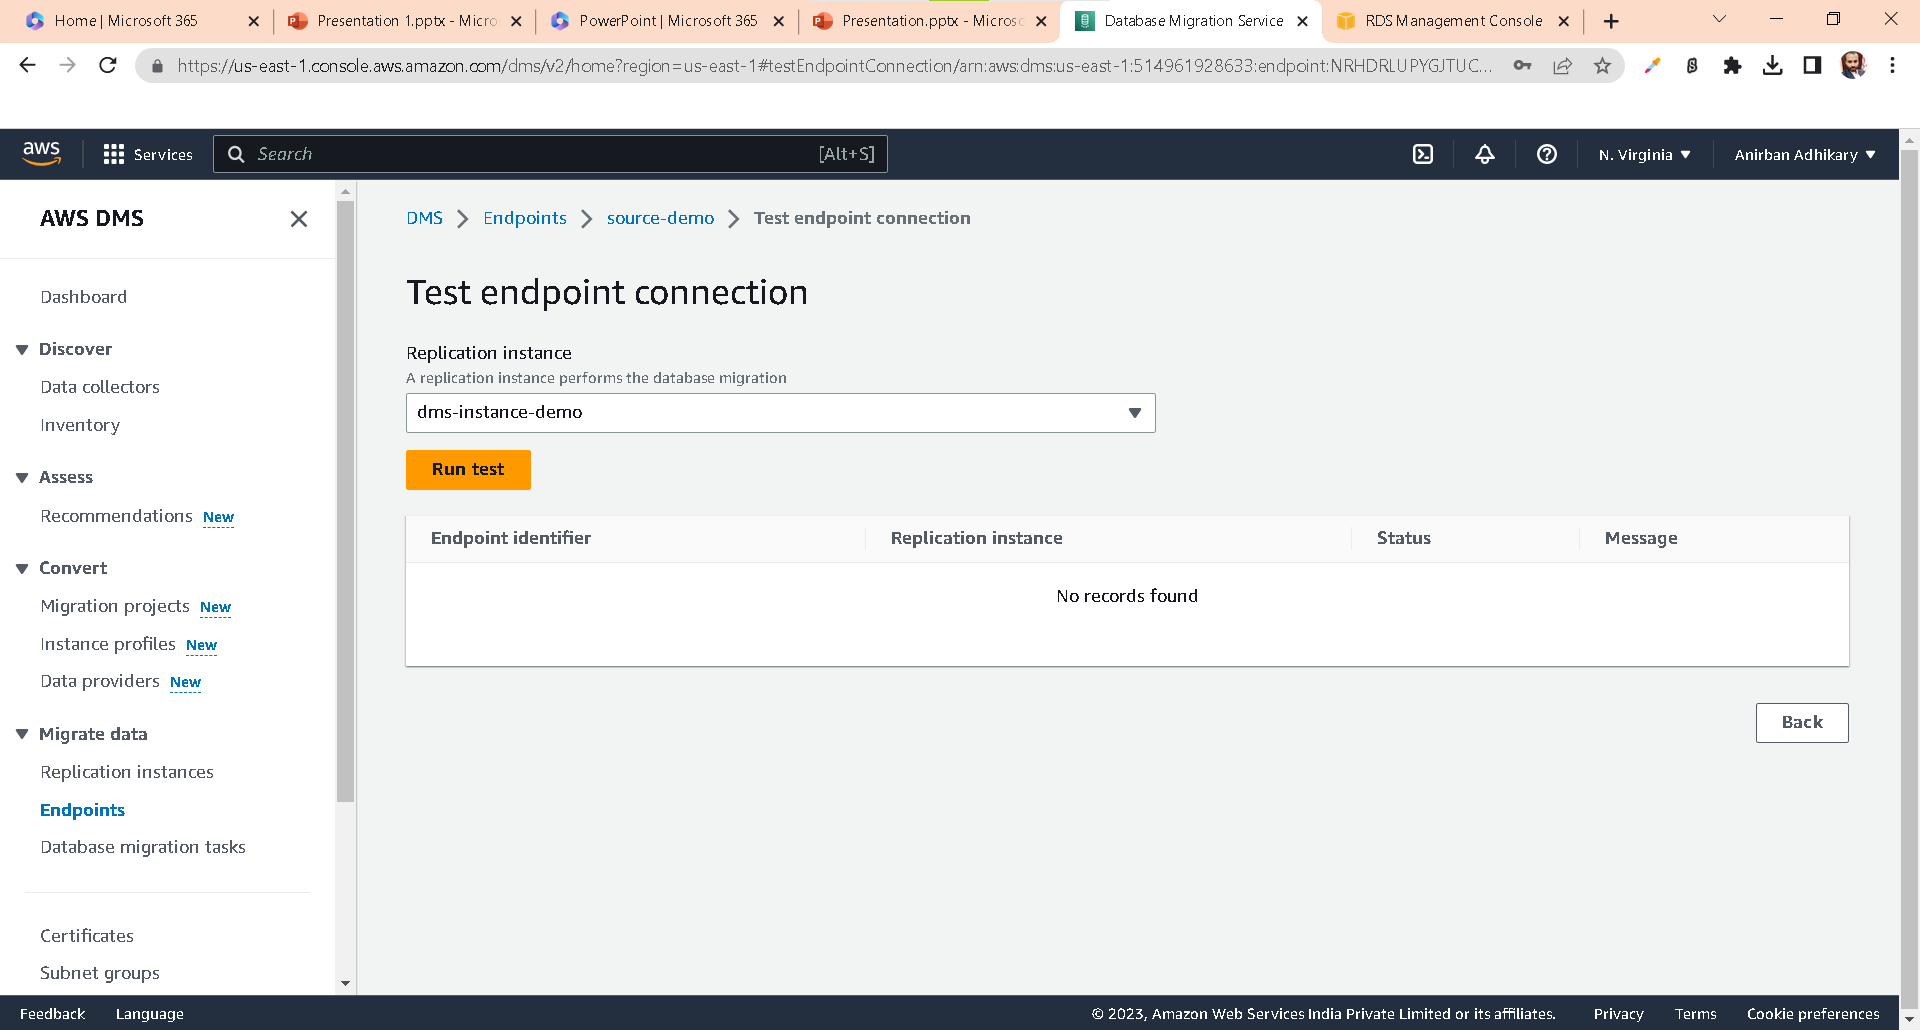 Home | Microsoft 365
Presentation 1.pptx - Micro
PowerPoint | Microsoft 365
Presentation.pptx - Microsc
Database Migration Service
RDS Management Console
https://us-east-1.console.aws.amazon.com/dms/v2/home?region=us-east-1#testEndpointConnection/arn:aws:dms:us-east-1:514961928633:endpoint:NRHDRLUPYGJTUC...
aws
Services
Search
[Alt+S]
N. Virginia
Anirban Adhikary
AWS DMS
Dashboard
Discover
Data collectors
Inventory
Assess
Recommendations New
Convert
Migration projects New
Instance profiles New
Data providers New
Migrate data
Replication instances
Endpoints
Database migration tasks
Certificates
Subnet groups
DMS
Endpoints
source-demo
Test endpoint connection
Test endpoint connection
Replication instance
A replication instance performs the database migration
dms-instance-demo
Run test
Endpoint identifier
Replication instance
Status
Message
No records found
Back
Feedback
Language
© 2023, Amazon Web Services India Private Limited or its affiliates.
Privacy
Terms
Cookie preferences